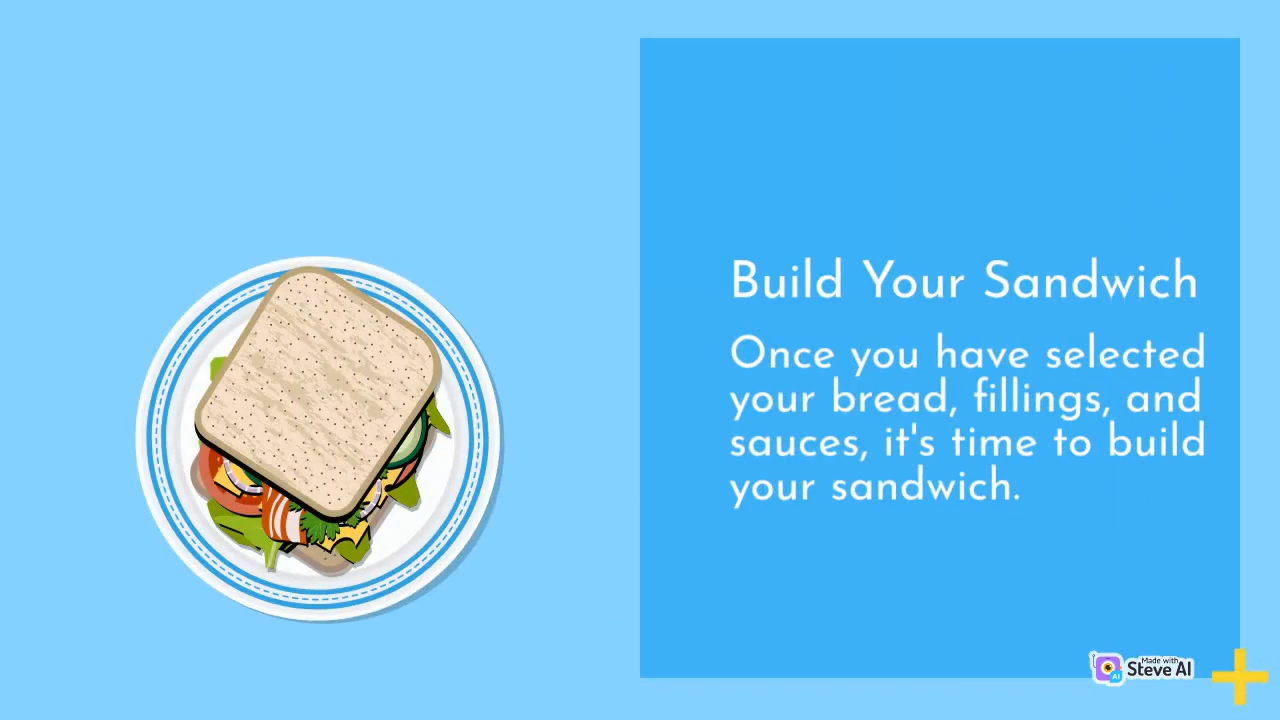 Build Your Sandwich
Once you have selected
your bread, fillings, and
sauces, it's time to build
your sandwich.
Made with
Steve AI
AI